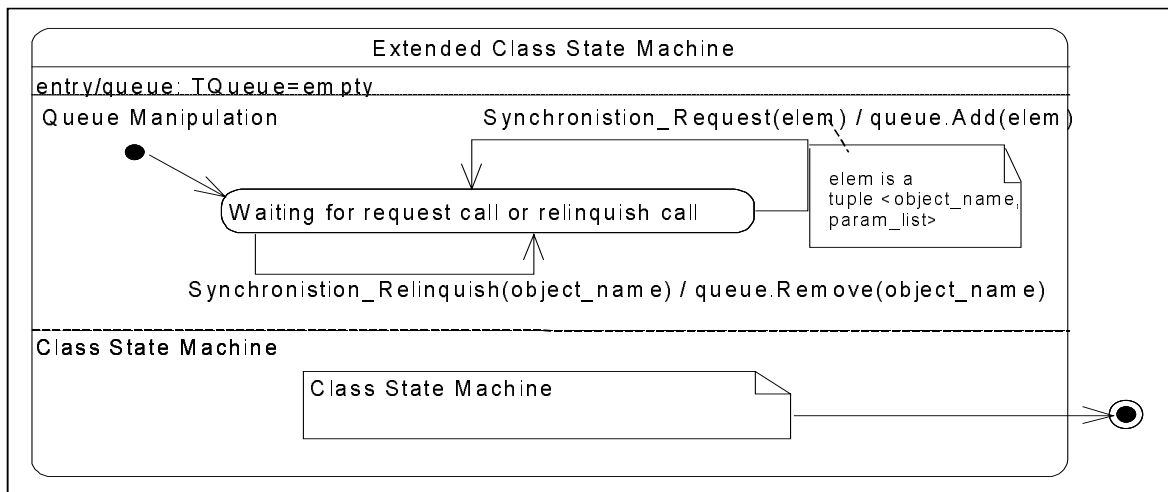 Extended Class State Machine
entry/queue: TQueue=empty
Queue Manipulation
Synchronistion_Request(elem) / queue.Add(elem)
elem is a
tuple <object_name,
param_list>
Waiting for request call or relinquish call
Synchronistion_Relinquish(object_name) / queue.Remove(object_name)
Class State Machine
Class State Machine